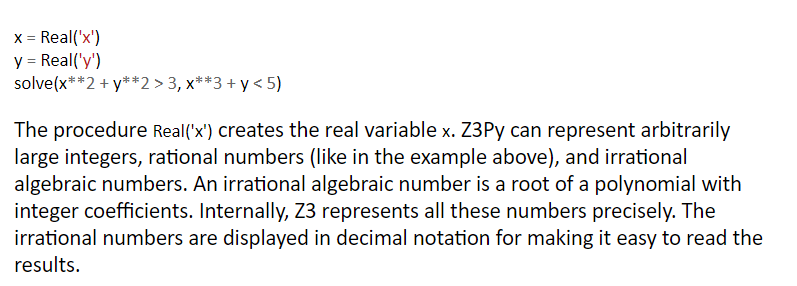 x = Real('x')
y = Real('y')
solve(x**2 + y**2 > 3, x**3 + y < 5)
The procedure Real('x') creates the real variable x. Z3Py can represent arbitrarily
large integers, rational numbers (like in the example above), and irrational
algebraic numbers. An irrational algebraic number is a root of a polynomial with
integer coefficients. Internally, Z3 represents all these numbers precisely. The
irrational numbers are displayed in decimal notation for making it easy to read the
results.